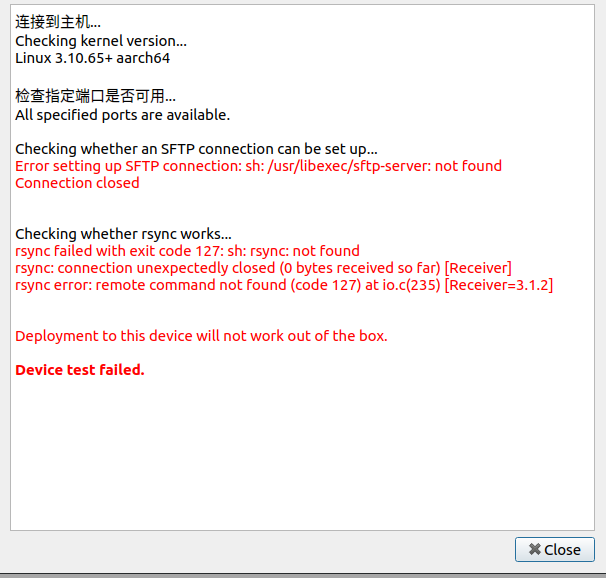 连接到主机...
Checking kernel version...
Linux 3.10.65+ aarch64
检查指定端口是否可用...
All specified ports are available.
Checking whether an SFTP connection can be set up...
Error setting up SFTP connection: sh: /usr/libexec/sftp-server: not found
Connection closed
Checking whether rsync works...
rsync failed with exit code 127: sh: rsync: not found
rsync: connection unexpectedly closed (0 bytes received so far) [Receiver]
rsync error: remote command not found (code 127) at io.c(235) [Receiver=3.1.2]
Deployment to this device will not work out of the box.
Device test failed.
Close